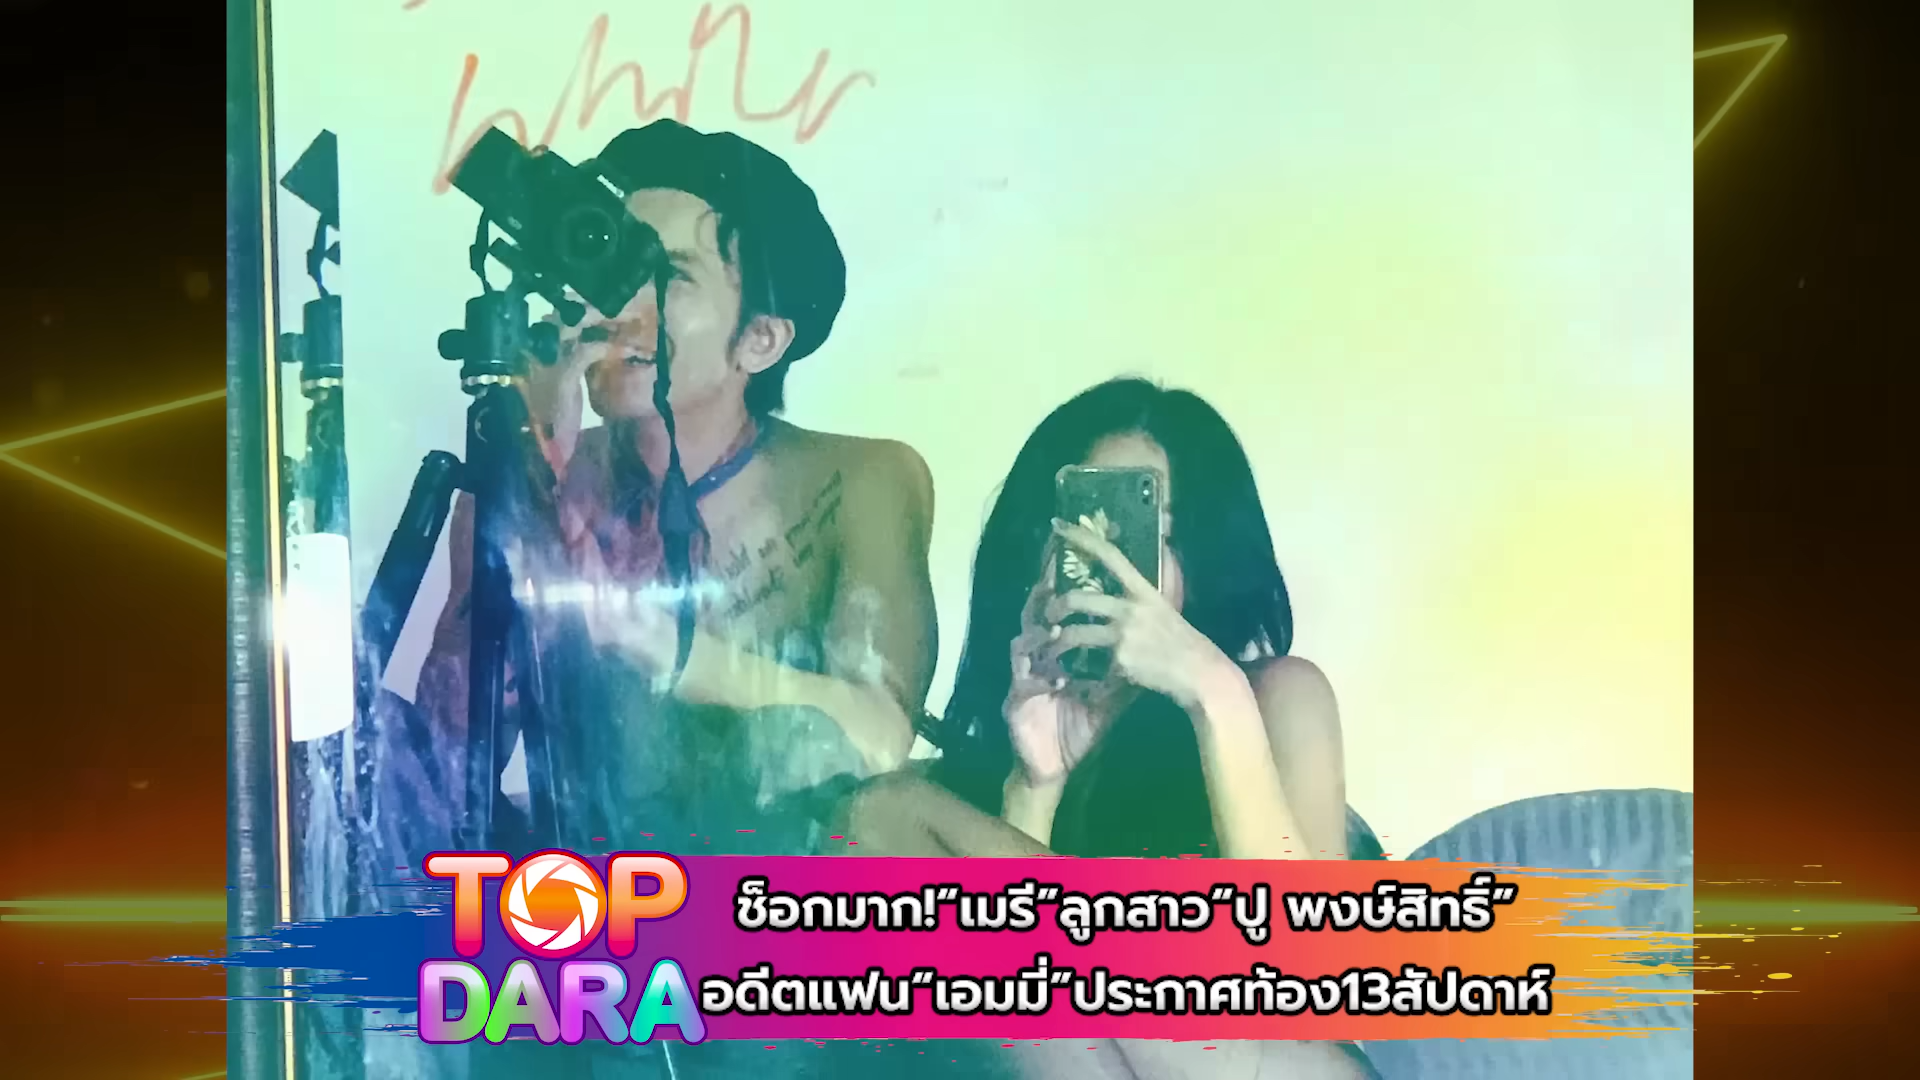 TOP
DARA
ช็อกมาก!“เมรี”ลูกสาว“ปู พงษ์สิทธิ์”
อดีตแฟน“เอมมี่”ประกาศท้อง13สัปดาห์